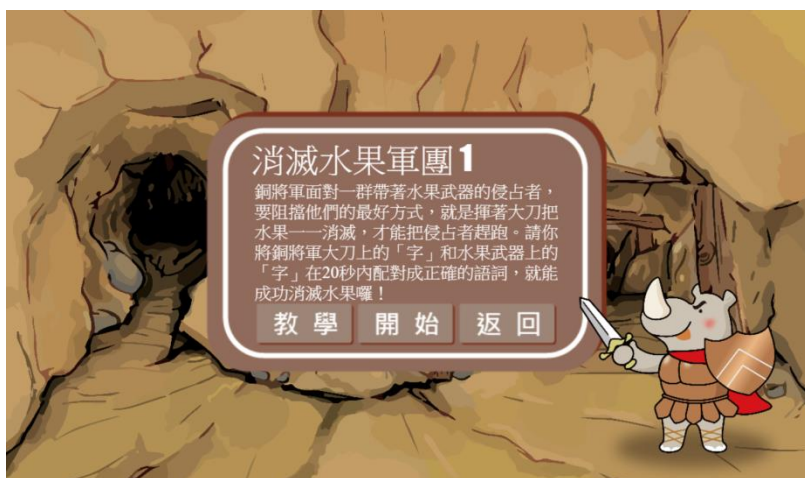 消滅水果軍團1
銅將軍面對一群帶著水果武器的侵占者，
要阻擋他們的最好方式，就是揮著大刀把
水果一一消滅，才能把侵占者趕跑。請你
將銅將軍大刀上的「字」和水果武器上的
「字」在20秒內配對成正確的語詞，就能
成功消滅水果囉！
教學 開始 返回